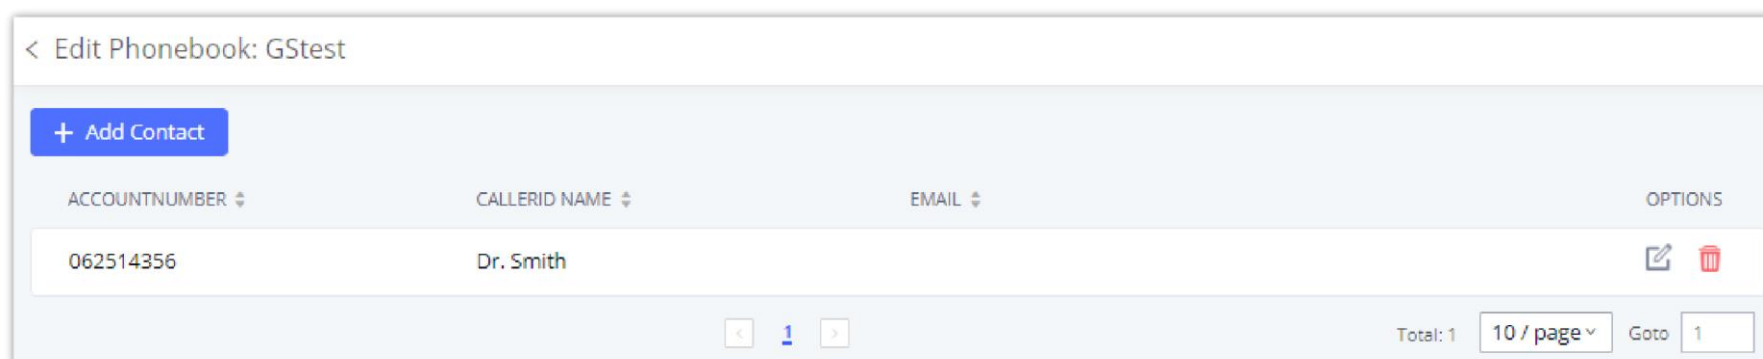 < Edit Phonebook: GStest
+ Add Contact
ACCOUNTNUMBER CALLERID NAME EMAIL OPTIONS
062514356 Dr. Smith
< 1 > Total: 1 10 / page Goto 1